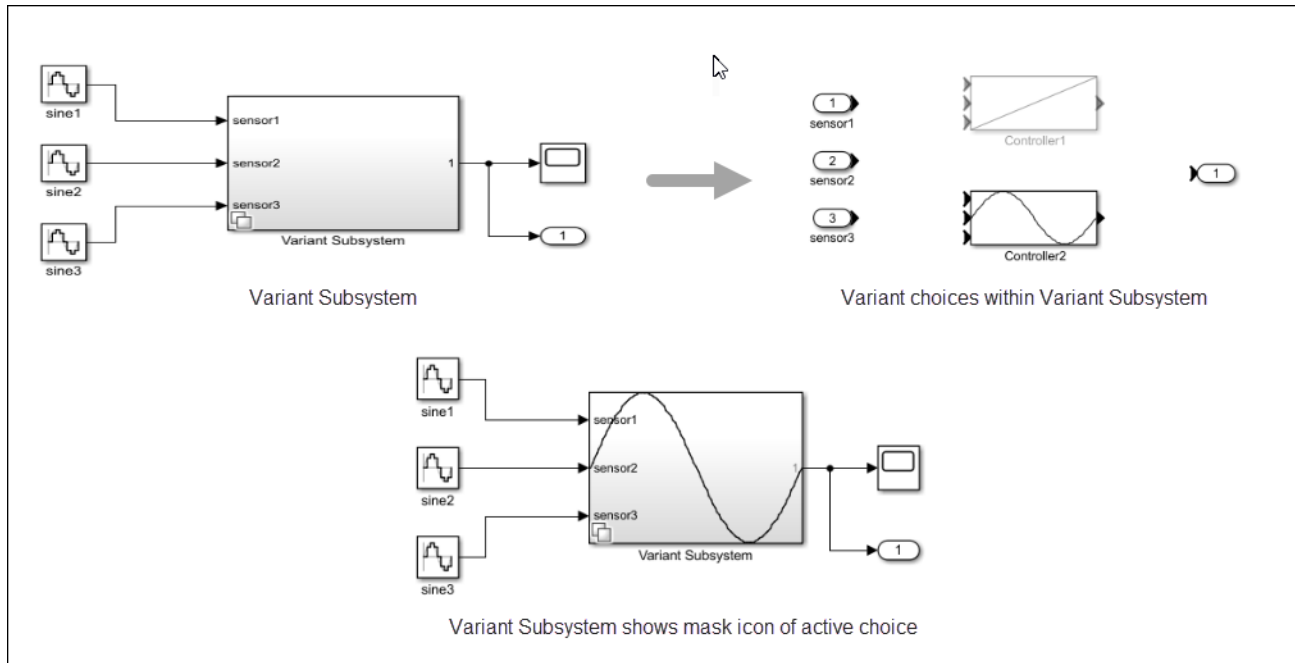 sine1
sine2
sine3
sensor1
sensor2
sensor3
1
Variant Subsystem
1
Variant Subsystem
1
sensor1
2
sensor2
3
sensor3
Controller1
Controller2
1
Variant choices within Variant Subsystem
sine1
sine2
sine3
sensor1
sensor2
sensor3
1
Variant Subsystem
1
Variant Subsystem shows mask icon of active choice